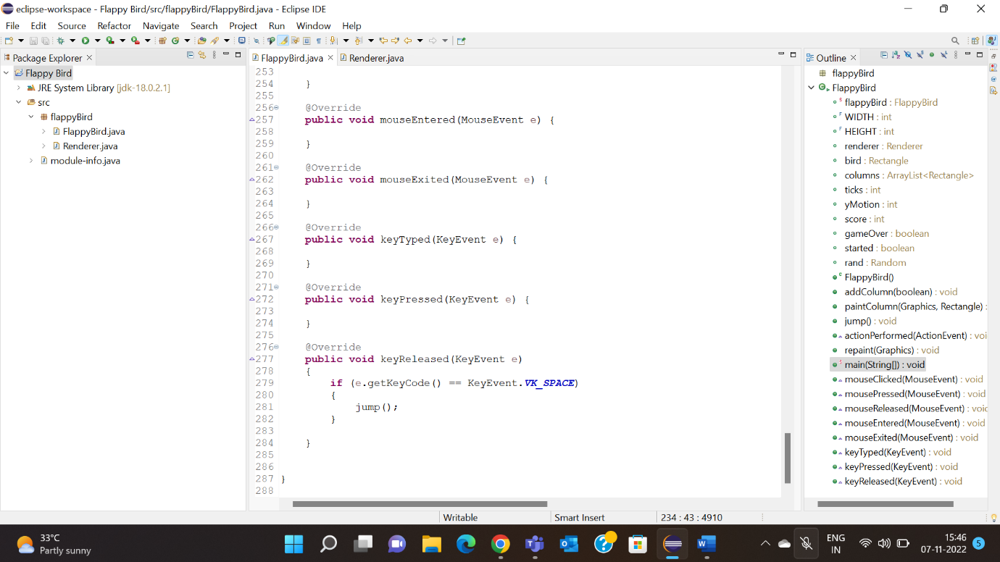 eclipse-workspace - Flappy Bird/src/flappyBird/FlappyBird.java - Eclipse IDE
File Edit Source Refactor Navigate Search Project Run Window Help
Package Explorer
Flappy Bird
JRE System Library [jdk-18.0.2.1]
src
flappyBird
FlappyBird.java
Renderer.java
module-info.java
FlappyBird.java Renderer.java
253
254 }
255
256 @Override
257 public void mouseEntered(MouseEvent e) {
258
259 }
260
261 @Override
262 public void mouseExited(MouseEvent e) {
263
264 }
265
266 @Override
267 public void keyTyped(KeyEvent e) {
268
269 }
270
271 @Override
272 public void keyPressed(KeyEvent e) {
273
274 }
275
276 @Override
277 public void keyReleased(KeyEvent e)
278 {
279 if (e.getKeyCode() == KeyEvent.VK_SPACE)
280 {
281 jump();
282 }
283
284 }
285
286
287 }
288
Outline
flappyBird
FlappyBird
flappyBird : FlappyBird
WIDTH : int
HEIGHT : int
renderer : Renderer
bird : Rectangle
columns : ArrayList<Rectangle>
ticks : int
yMotion : int
score : int
gameOver : boolean
started : boolean
rand : Random
FlappyBird()
addColumn(boolean) : void
paintColumn(Graphics, Rectangle) :
jump() : void
actionPerformed(ActionEvent) : voi
repaint(Graphics) : void
main(String[]) : void
mouseClicked(MouseEvent) : void
mousePressed(MouseEvent) : void
mouseReleased(MouseEvent) : voic
mouseEntered(MouseEvent) : void
mouseExited(MouseEvent) : void
keyTyped(KeyEvent) : void
keyPressed(KeyEvent) : void
keyReleased(KeyEvent) : void
Writable Smart Insert 234 : 43 : 4910
33°C
Partly sunny
ENG
IN
15:46
07-11-2022
5